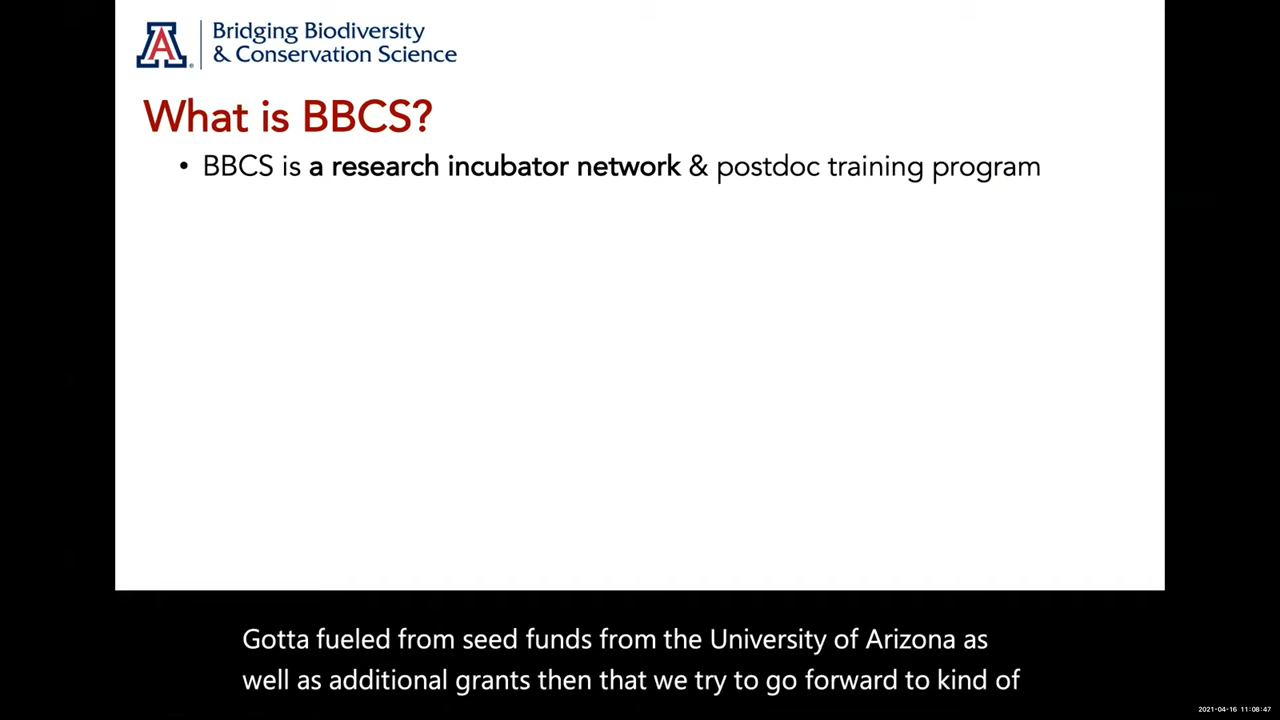 Bridging Biodiversity
& Conservation Science
What is BBCS?
• BBCS is a research incubator network & postdoc training program
Gotta fueled from seed funds from the University of Arizona as
well as additional grants then that we try to go forward to kind of
2021-04-16 11:08:47